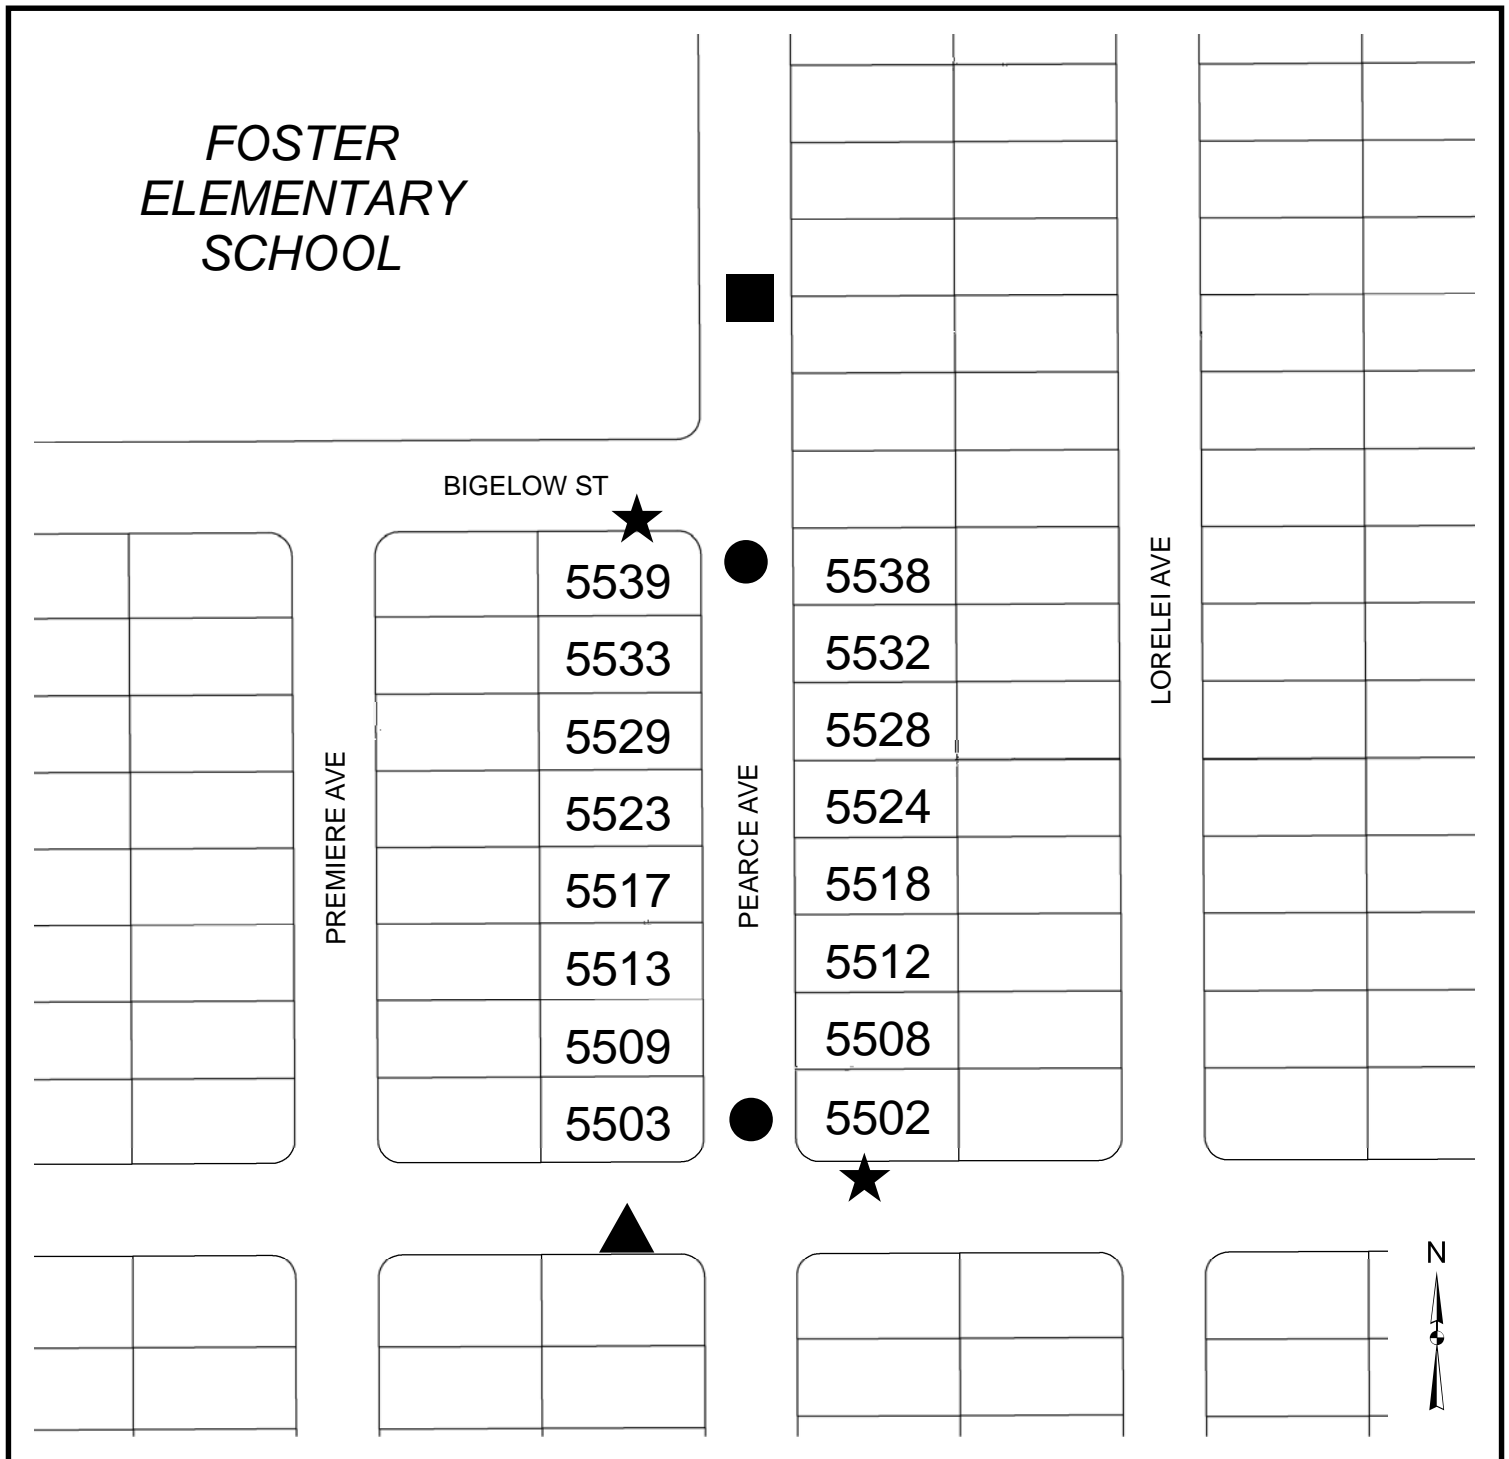 FOSTER
ELEMENTARY
SCHOOL
BIGELOW ST
5539
5538
5533
5532
LORELEI AVE
5529
5528
5523
5524
PREMIERE AVE
PEARCE AVE
5517
5518
5513
5512
5509
5508
5503
5502
N